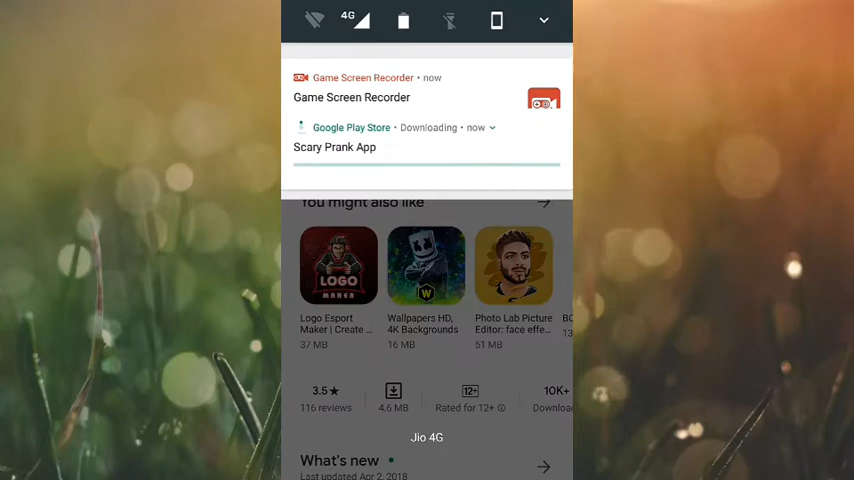 4G
Game Screen Recorder • now
Game Screen Recorder
Google Play Store • Downloading • now
Scary Prank App
You might also like
LOGO
MAKER
W
Logo Esport
Maker | Create ...
37 MB
Wallpapers HD,
4K Backgrounds
16 MB
Photo Lab Picture
Editor: face effe...
51 MB
3.5★
116 reviews
4.6 MB
12+
Rated for 12+
10K+
Downloa
Jio 4G
What's new •
Last updated Apr 2, 2018